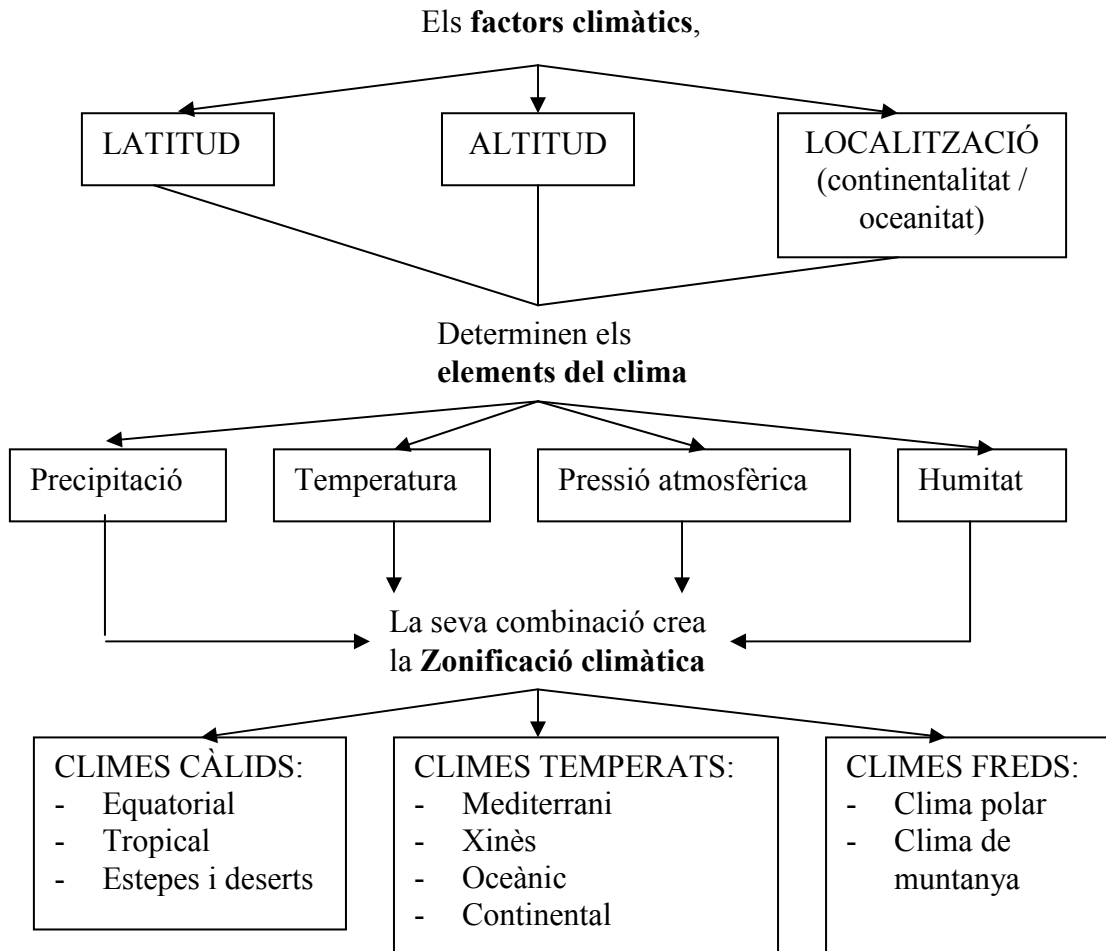 Els factors climàtics,
LATITUD
ALTITUD
LOCALITZACIÓ
(continentalitat /
oceanitat)
Determinen els
elements del clima
Precipitació
Temperatura
Pressió atmosfèrica
Humitat
La seva combinació crea
la Zonificació climàtica
CLIMES CÀLIDS:
- Equatorial
- Tropical
- Estepes i deserts
CLIMES TEMPERATS:
- Mediterrani
- Xinès
- Oceànic
- Continental
CLIMES FREDS:
- Clima polar
- Clima de
muntanya